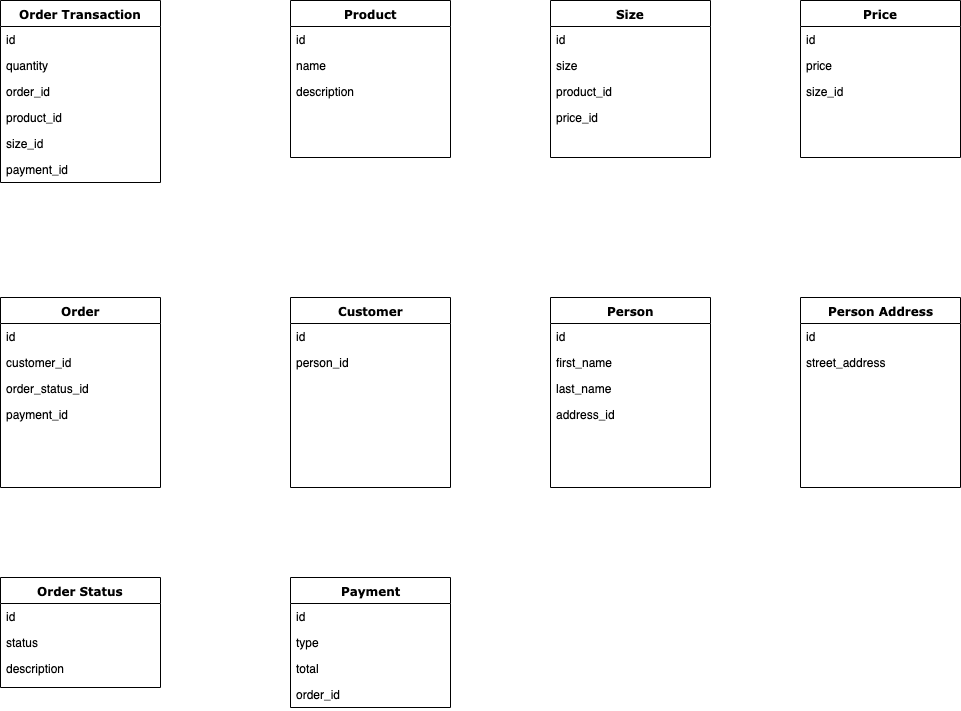 Order Transaction
id
quantity
order_id
product_id
size_id
payment_id
Product
id
name
description
Size
id
size
product_id
price_id
Price
id
price
size_id
Order
id
customer_id
order_status_id
payment_id
Customer
id
person_id
Person
id
first_name
last_name
address_id
Person Address
id
street_address
Order Status
id
status
description
Payment
id
type
total
order_id